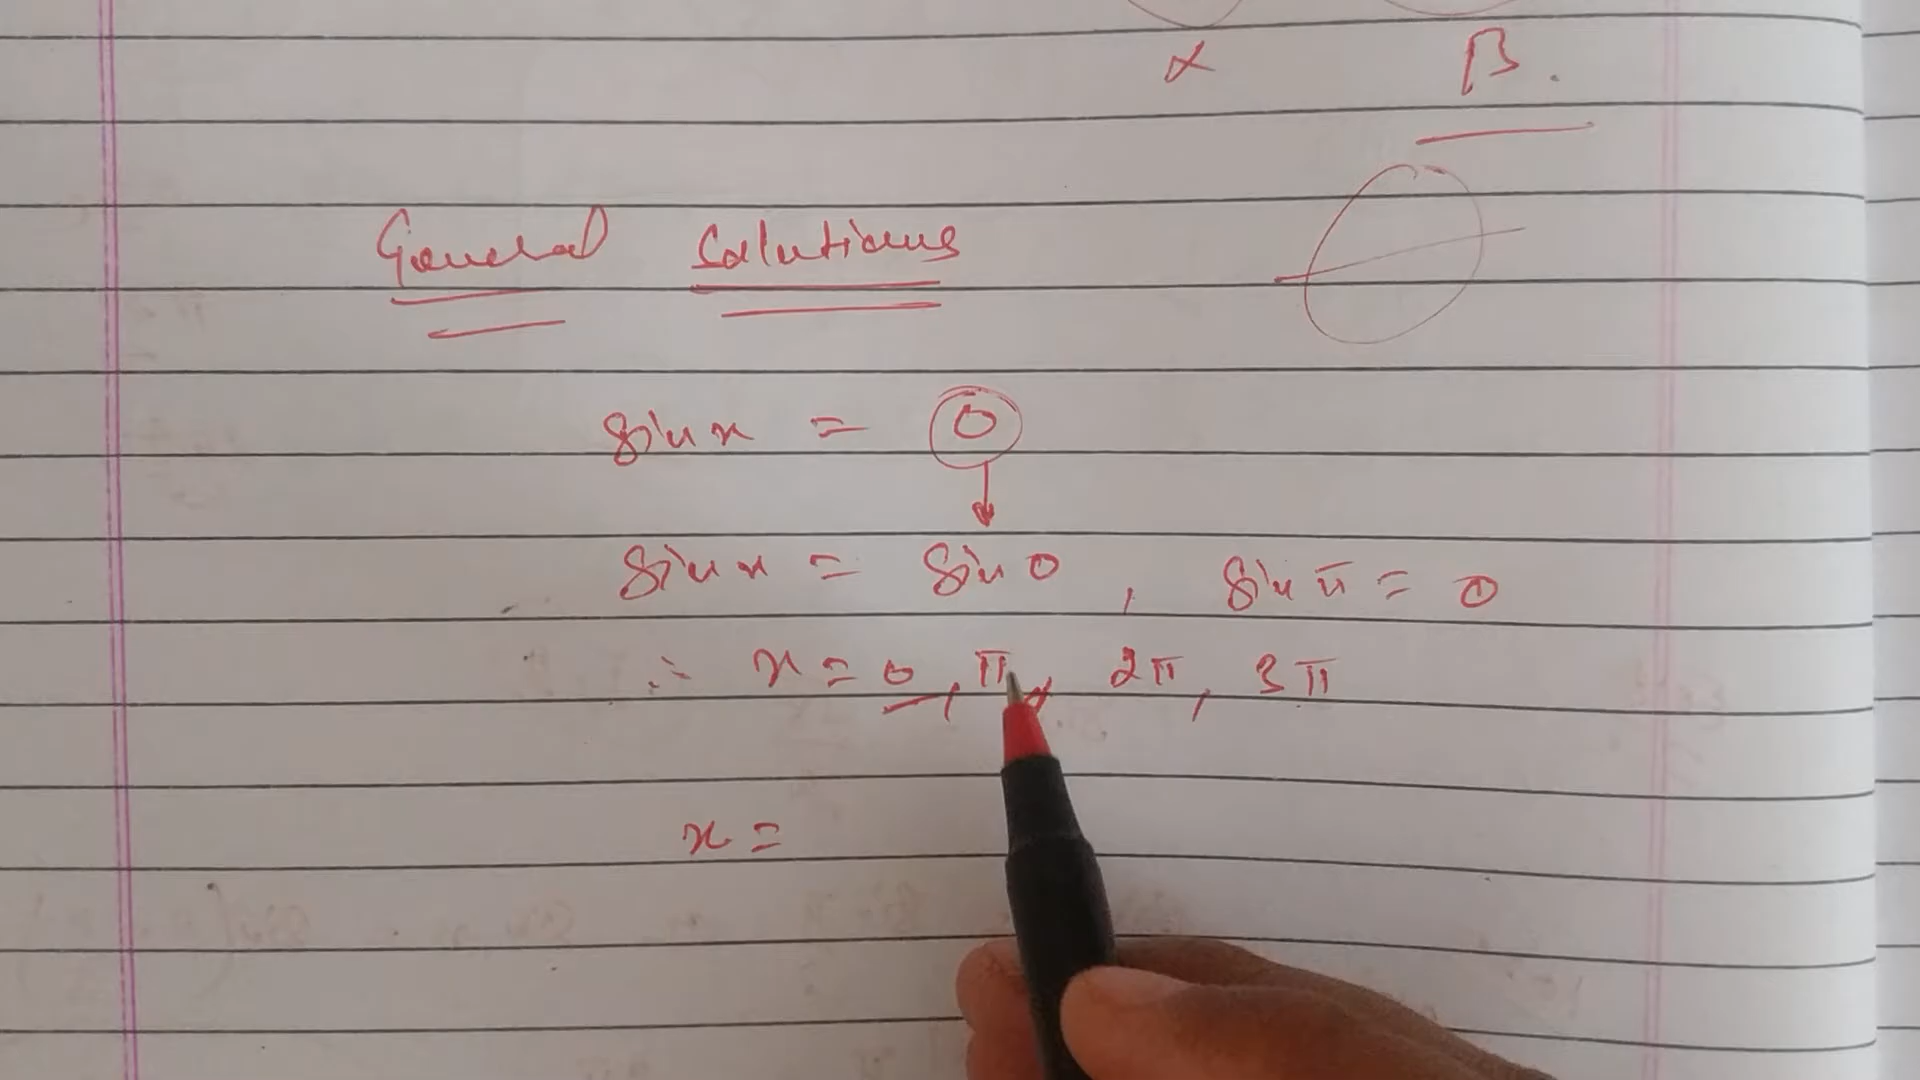 α β.
General Solutions
sin x = 0
sin x = sin 0 , sin π = 0
∴ x = 0, π, 2π, 3π
x =